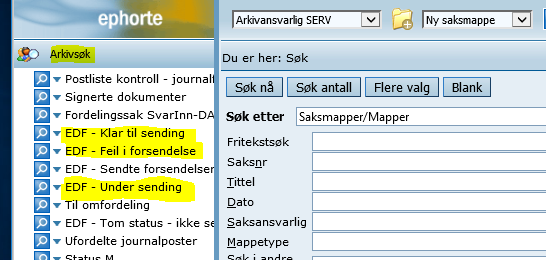 ephorte
Arkivsøk
Postliste kontroll - journalf
Signerte dokumenter
Fordelingssak SvarInn-DA
EDF - Klar til sending
EDF - Feil i forsendelse
EDF - Sendte forsendelser
EDF - Under sending
Til omfordeling
EDF - Tom status - ikke se
Ufordelte journalposter
Status M
Arkivansvarlig SERV
Ny saksmappe
Du er her: Søk
Søk nå Søk antall Flere valg Blank
Søk etter Saksmapper/Mapper
Fritekstsøk
Saksnr
Tittel
Dato
Saksansvarlig
Mappetype
Søk i andre